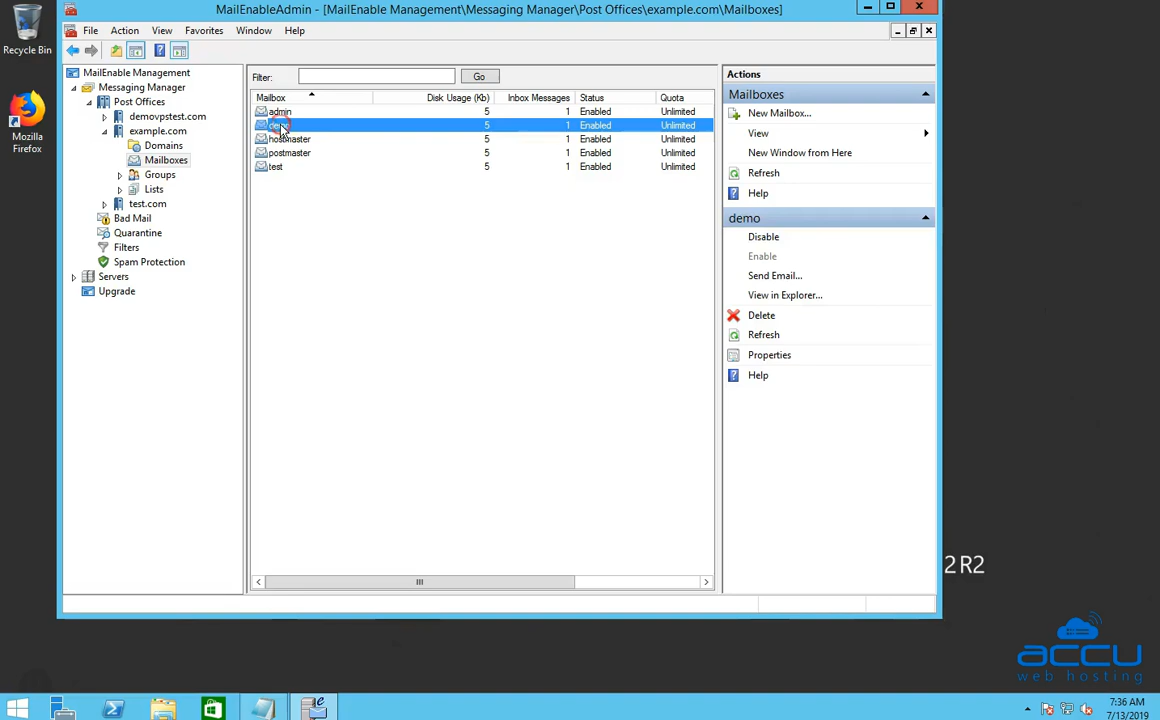 MailEnableAdmin - [MailEnable Management\Messaging Manager\Post Offices\example.com\Mailboxes]
File Action View Favorites Window Help
Recycle Bin
Mozilla
Firefox
MailEnable Management
Messaging Manager
Post Offices
demovpstest.com
example.com
Domains
Mailboxes
Groups
Lists
test.com
Bad Mail
Quarantine
Filters
Spam Protection
Servers
Upgrade
Filter: Go
Mailbox Disk Usage (Kb) Inbox Messages Status Quota
admin 5 1 Enabled Unlimited
demo 5 1 Enabled Unlimited
hostmaster 5 1 Enabled Unlimited
postmaster 5 1 Enabled Unlimited
test 5 1 Enabled Unlimited
Actions
Mailboxes
New Mailbox...
View
New Window from Here
Refresh
Help
demo
Disable
Enable
Send Email...
View in Explorer...
Delete
Refresh
Properties
Help
2 R2
accu
web hosting
7:36 AM
7/13/2019